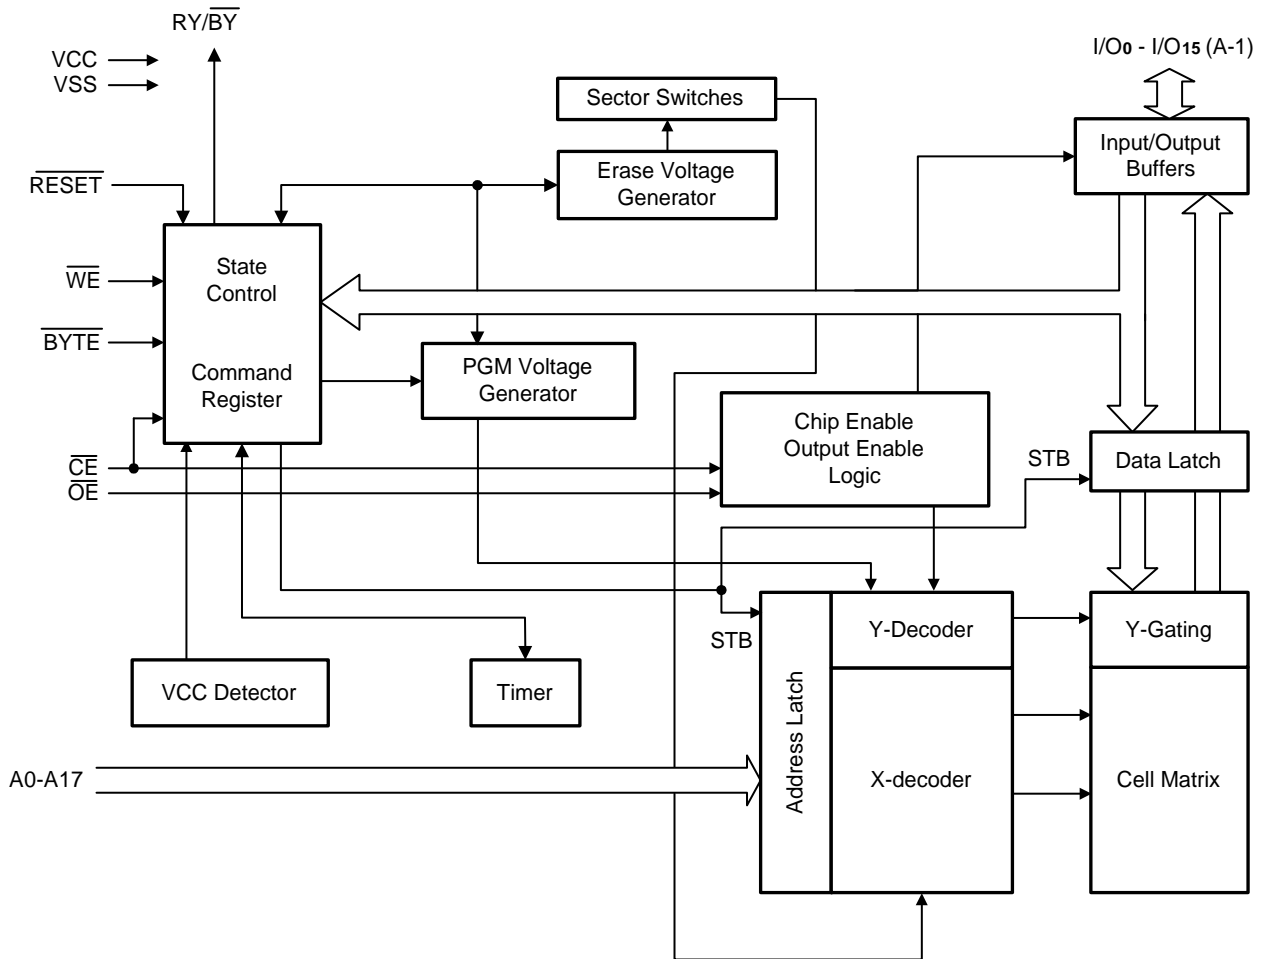 RY/BY
VCC
VSS
I/O0 - I/O15 (A-1)
Sector Switches
Input/Output
Buffers
Erase Voltage
Generator
RESET
State
Control
WE
BYTE
Command
Register
PGM Voltage
Generator
Chip Enable
Output Enable
Logic
CE
OE
STB
Data Latch
STB
Address Latch
Y-Decoder
Y-Gating
VCC Detector
Timer
A0-A17
X-decoder
Cell Matrix